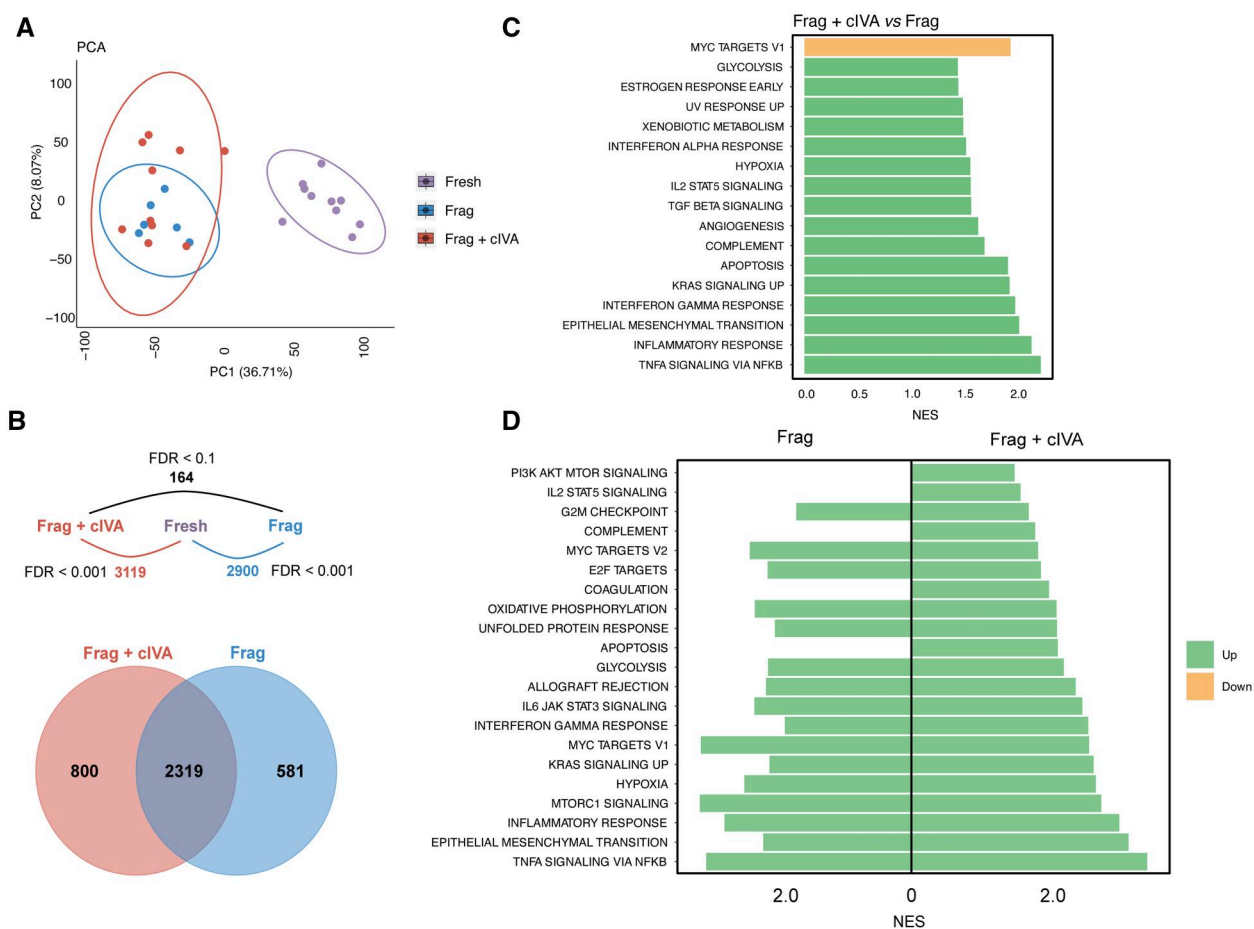 A
PCA
100
50
0
−50
−100
PC2 (8.07%)
−100
−50
0
50
100
PC1 (36.71%)
Fresh
Frag
Frag + cIVA
B
FDR < 0.1
164
Frag + cIVA
Fresh
Frag
FDR < 0.001 3119
2900 FDR < 0.001
Frag + cIVA
Frag
800
2319
581
C
Frag + cIVA vs Frag
MYC TARGETS V1
GLYCOLYSIS
ESTROGEN RESPONSE EARLY
UV RESPONSE UP
XENOBIOTIC METABOLISM
INTERFERON ALPHA RESPONSE
HYPOXIA
IL2 STAT5 SIGNALING
TGF BETA SIGNALING
ANGIOGENESIS
COMPLEMENT
APOPTOSIS
KRAS SIGNALING UP
INTERFERON GAMMA RESPONSE
EPITHELIAL MESENCHYMAL TRANSITION
INFLAMMATORY RESPONSE
TNFA SIGNALING VIA NFKB
0.0 0.5 1.0 1.5 2.0
NES
D
Frag
Frag + cIVA
PI3K AKT MTOR SIGNALING
IL2 STAT5 SIGNALING
G2M CHECKPOINT
COMPLEMENT
MYC TARGETS V2
E2F TARGETS
COAGULATION
OXIDATIVE PHOSPHORYLATION
UNFOLDED PROTEIN RESPONSE
APOPTOSIS
GLYCOLYSIS
ALLOGRAFT REJECTION
IL6 JAK STAT3 SIGNALING
INTERFERON GAMMA RESPONSE
MYC TARGETS V1
KRAS SIGNALING UP
HYPOXIA
MTORC1 SIGNALING
INFLAMMATORY RESPONSE
EPITHELIAL MESENCHYMAL TRANSITION
TNFA SIGNALING VIA NFKB
2.0 0 2.0
NES
Up
Down